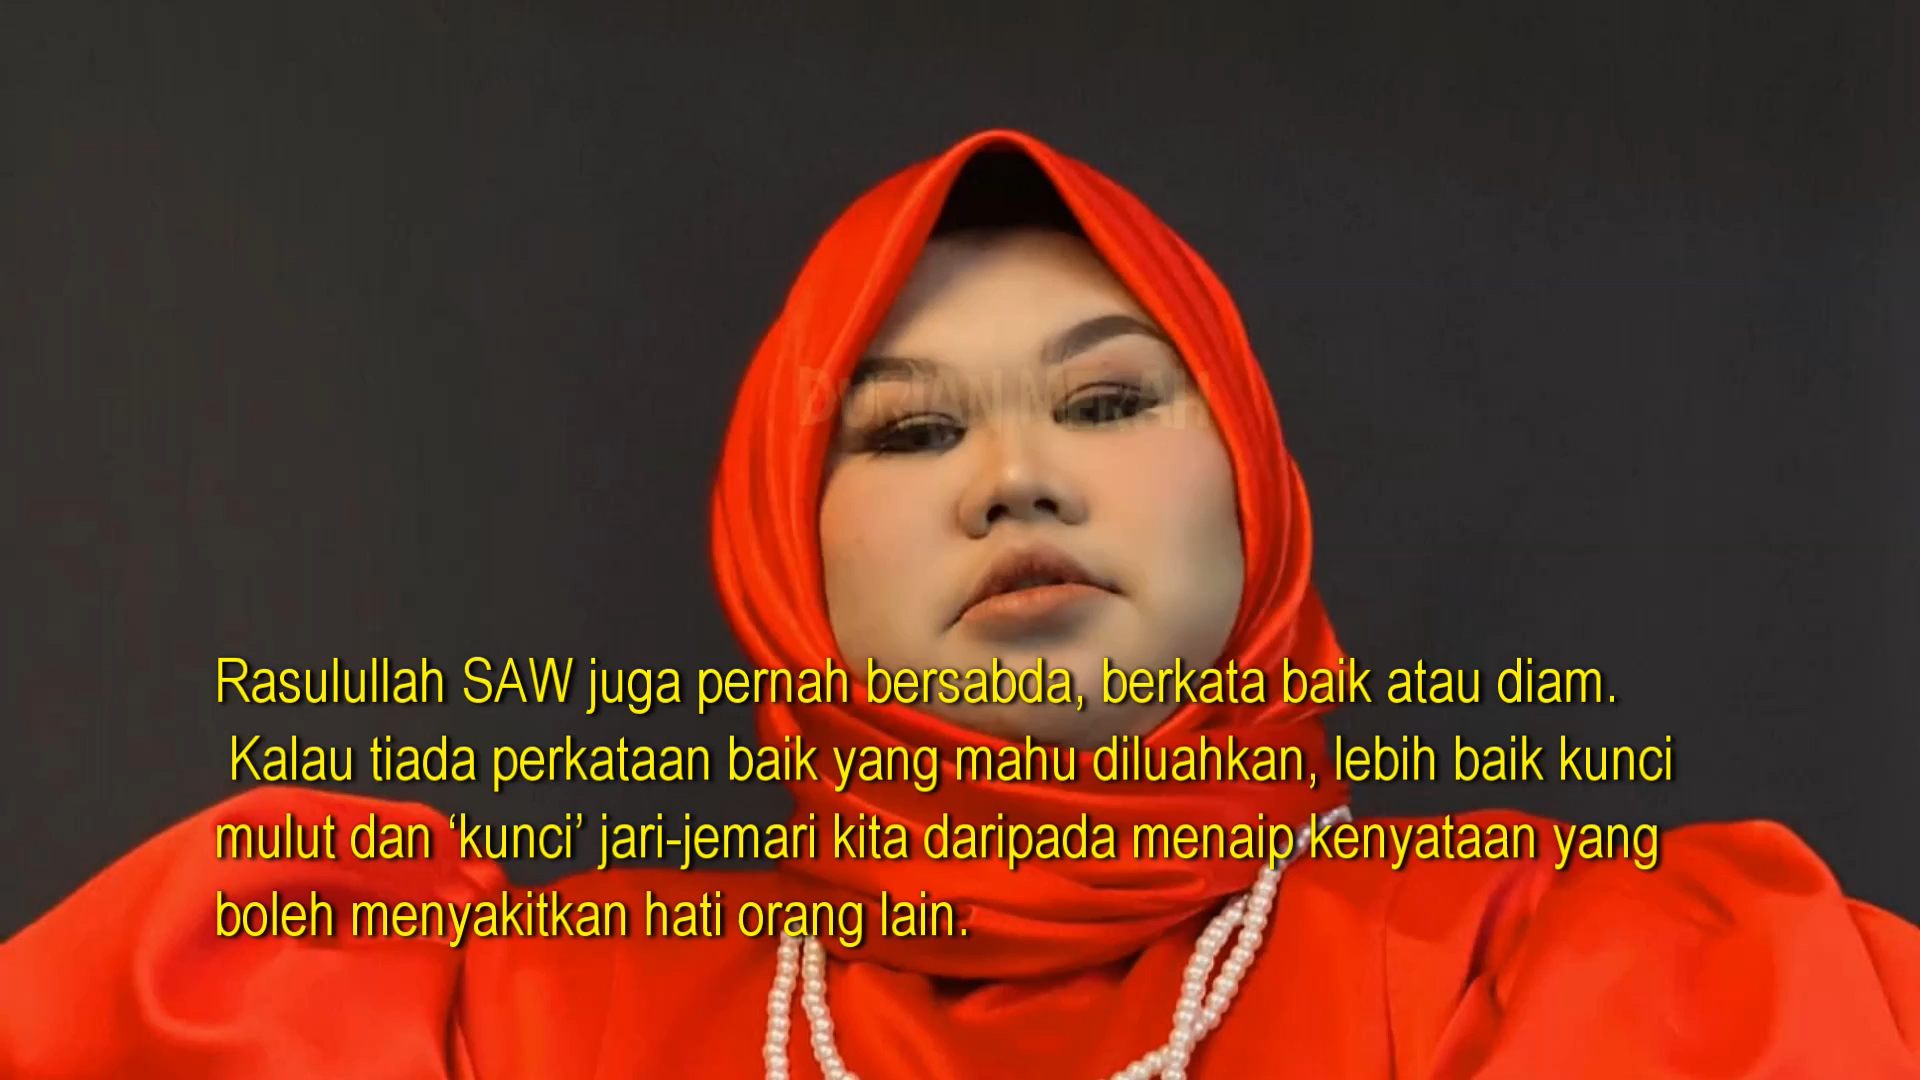 Rasulullah SAW juga pernah bersabda, berkata baik atau diam.
Kalau tiada perkataan baik yang mahu diluahkan, lebih baik kunci
mulut dan ‘kunci’ jari-jemari kita daripada menaip kenyataan yang
boleh menyakitkan hati orang lain.